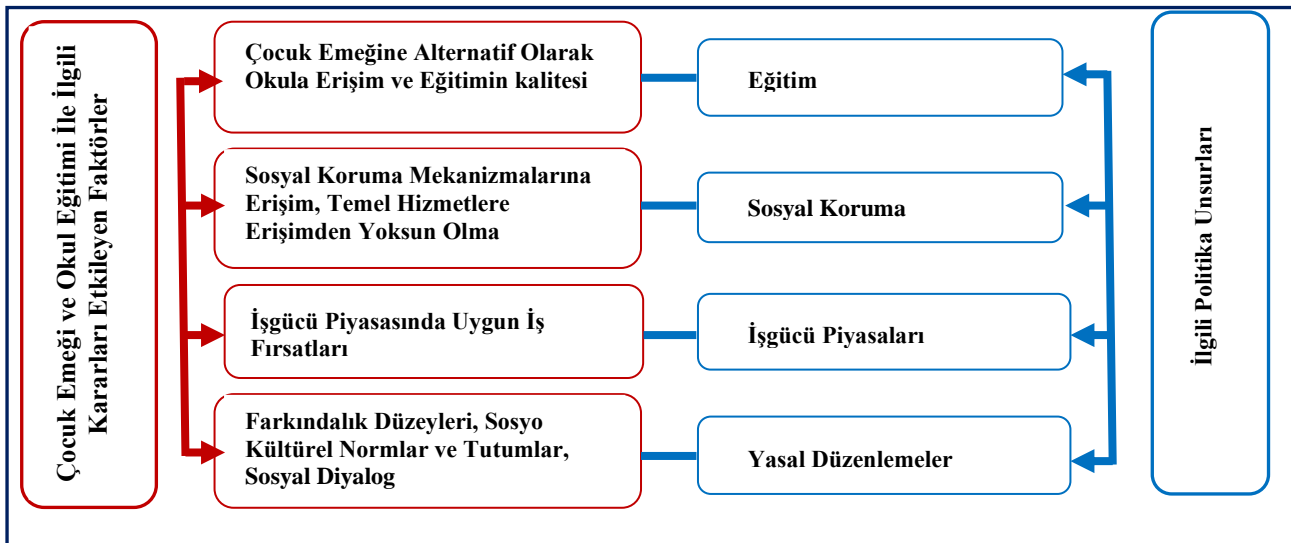 Çocuk Emeği ve Okul Eğitimi İle İlgili
Kararları Etkileyen Faktörler
Çocuk Emeğine Alternatif Olarak
Okula Erişim ve Eğitimin kalitesi
Eğitim
Sosyal Koruma Mekanizmalarına
Erişim, Temel Hizmetlere
Erişimden Yoksun Olma
Sosyal Koruma
İşgücü Piyasasında Uygun İş
Fırsatları
İşgücü Piyasaları
Farkındalık Düzeyleri, Sosyo
Kültürel Normlar ve Tutumlar,
Sosyal Diyalog
Yasal Düzenlemeler
İlgili Politika Unsurları